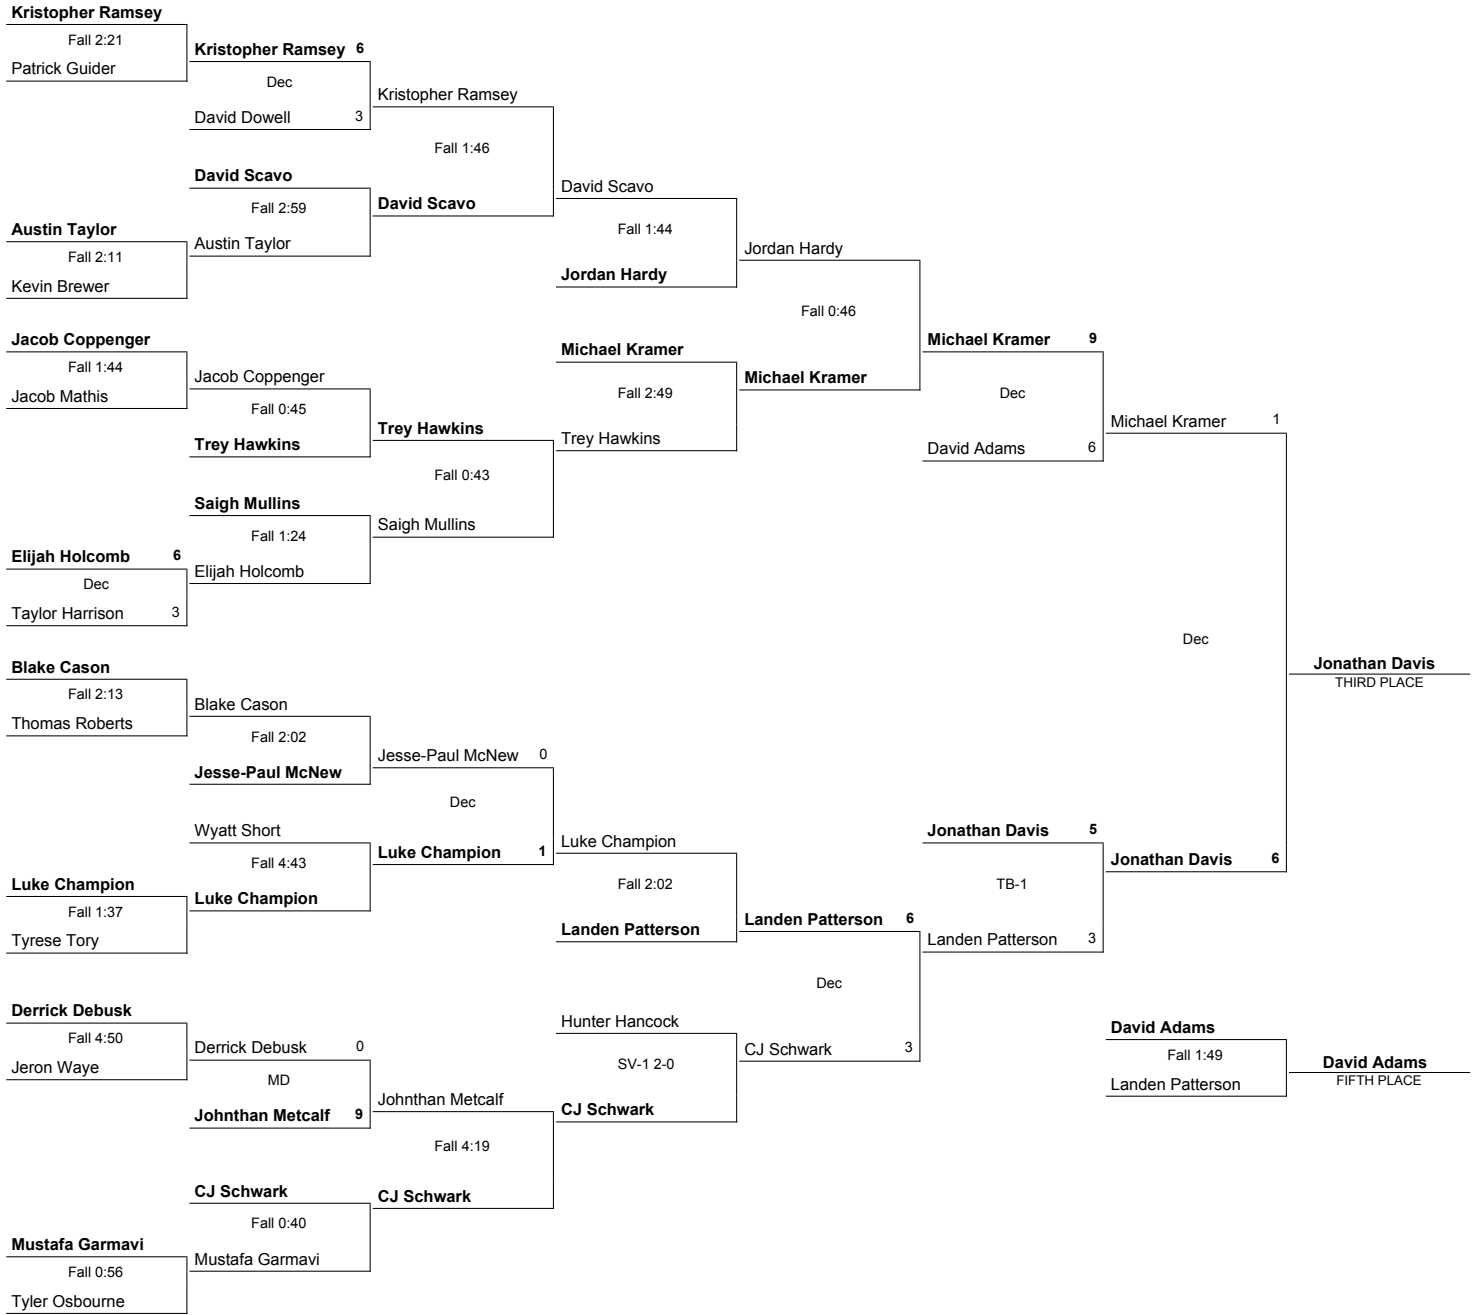 Kristopher Ramsey
Fall 2:21
Patrick Guider
Kristopher Ramsey 6
Dec
David Dowell 3
Kristopher Ramsey
Fall 1:46
David Scavo
David Scavo
Fall 2:59
Austin Taylor
Austin Taylor
Fall 2:11
Kevin Brewer
David Scavo
Fall 1:44
Jordan Hardy
Jordan Hardy
Fall 0:46
Michael Kramer
Jacob Coppenger
Fall 1:44
Jacob Mathis
Jacob Coppenger
Fall 0:45
Trey Hawkins
Trey Hawkins
Fall 0:43
Saigh Mullins
Saigh Mullins
Fall 1:24
Elijah Holcomb
Elijah Holcomb 6
Dec
Taylor Harrison 3
Michael Kramer
Fall 2:49
Trey Hawkins
Michael Kramer 9
Dec
David Adams 6
Michael Kramer 1
Dec
Jonathan Davis 6
Jonathan Davis
THIRD PLACE
Blake Cason
Fall 2:13
Thomas Roberts
Blake Cason
Fall 2:02
Jesse-Paul McNew
Jesse-Paul McNew 0
Dec
Luke Champion 1
Wyatt Short
Fall 4:43
Luke Champion
Luke Champion
Fall 1:37
Tyrese Tory
Luke Champion
Fall 2:02
Landen Patterson
Landen Patterson 6
Dec
CJ Schwark 3
Jonathan Davis 5
TB-1
Landen Patterson 3
Derrick Debusk
Fall 4:50
Jeron Waye
Derrick Debusk 0
MD
Johnthan Metcalf 9
Johnthan Metcalf
Fall 4:19
CJ Schwark
CJ Schwark
Fall 0:40
Mustafa Garmavi
Mustafa Garmavi
Fall 0:56
Tyler Osbourne
Hunter Hancock
SV-1 2-0
CJ Schwark
David Adams
Fall 1:49
Landen Patterson
David Adams
FIFTH PLACE